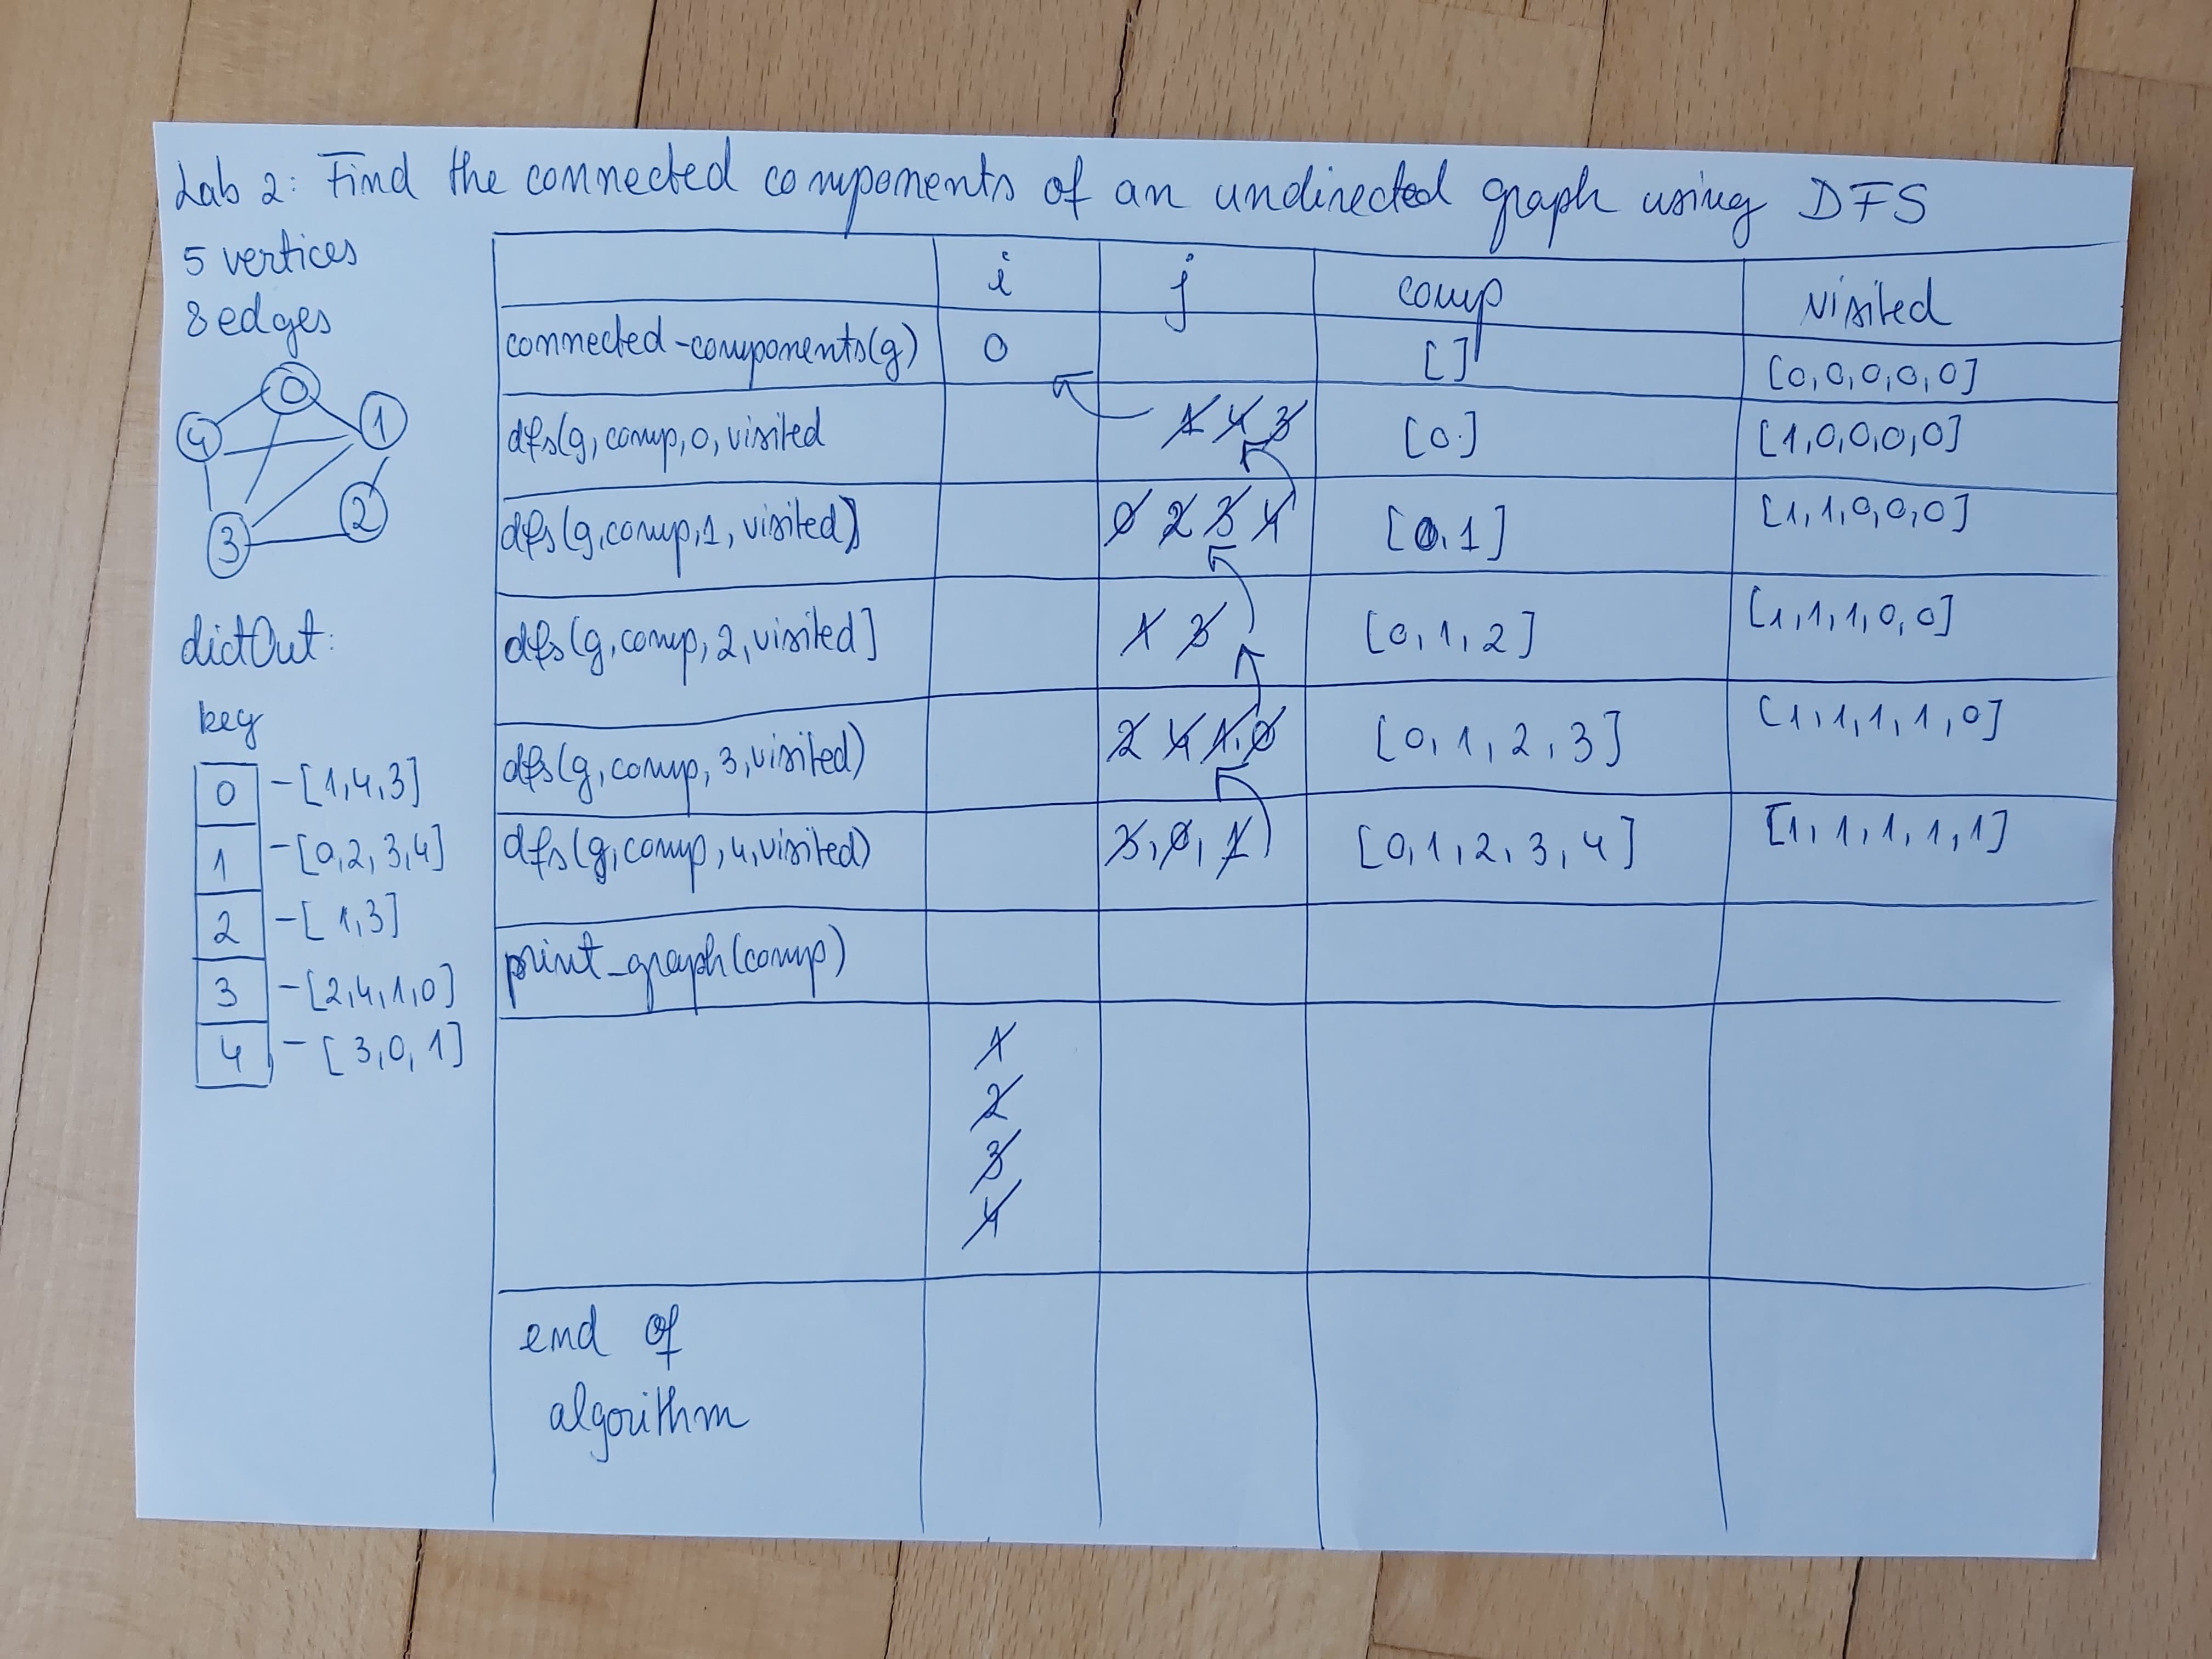 Lab 2: Find the connected components of an undirected graph using DFS
5 vertices
8 edges
0
4 1
2
3
dictOut:
key
0 - [1,4,3]
1 - [0,2,3,4]
2 - [1,3]
3 - [2,4,1,0]
4 - [3,0,1]
i j comp visited
connected-components(g) 0 [] [0,0,0,0,0]
dfs(g,comp,0,visited 1 4 3 [0.] [1,0,0,0,0]
dfs(g,comp,1,visited) 0 2 3 4 [0,1] [1,1,0,0,0]
dfs(g,comp,2,visited] 1 3 [0,1,2] [1,1,1,0,0]
dfs(g,comp,3,visited) 2 4 1,0 [0,1,2,3] [1,1,1,1,0]
dfs(g,comp,4,visited) 3,0,1 [0,1,2,3,4] [1,1,1,1,1]
print_graph(comp)
1
2
3
4
end of
algorithm